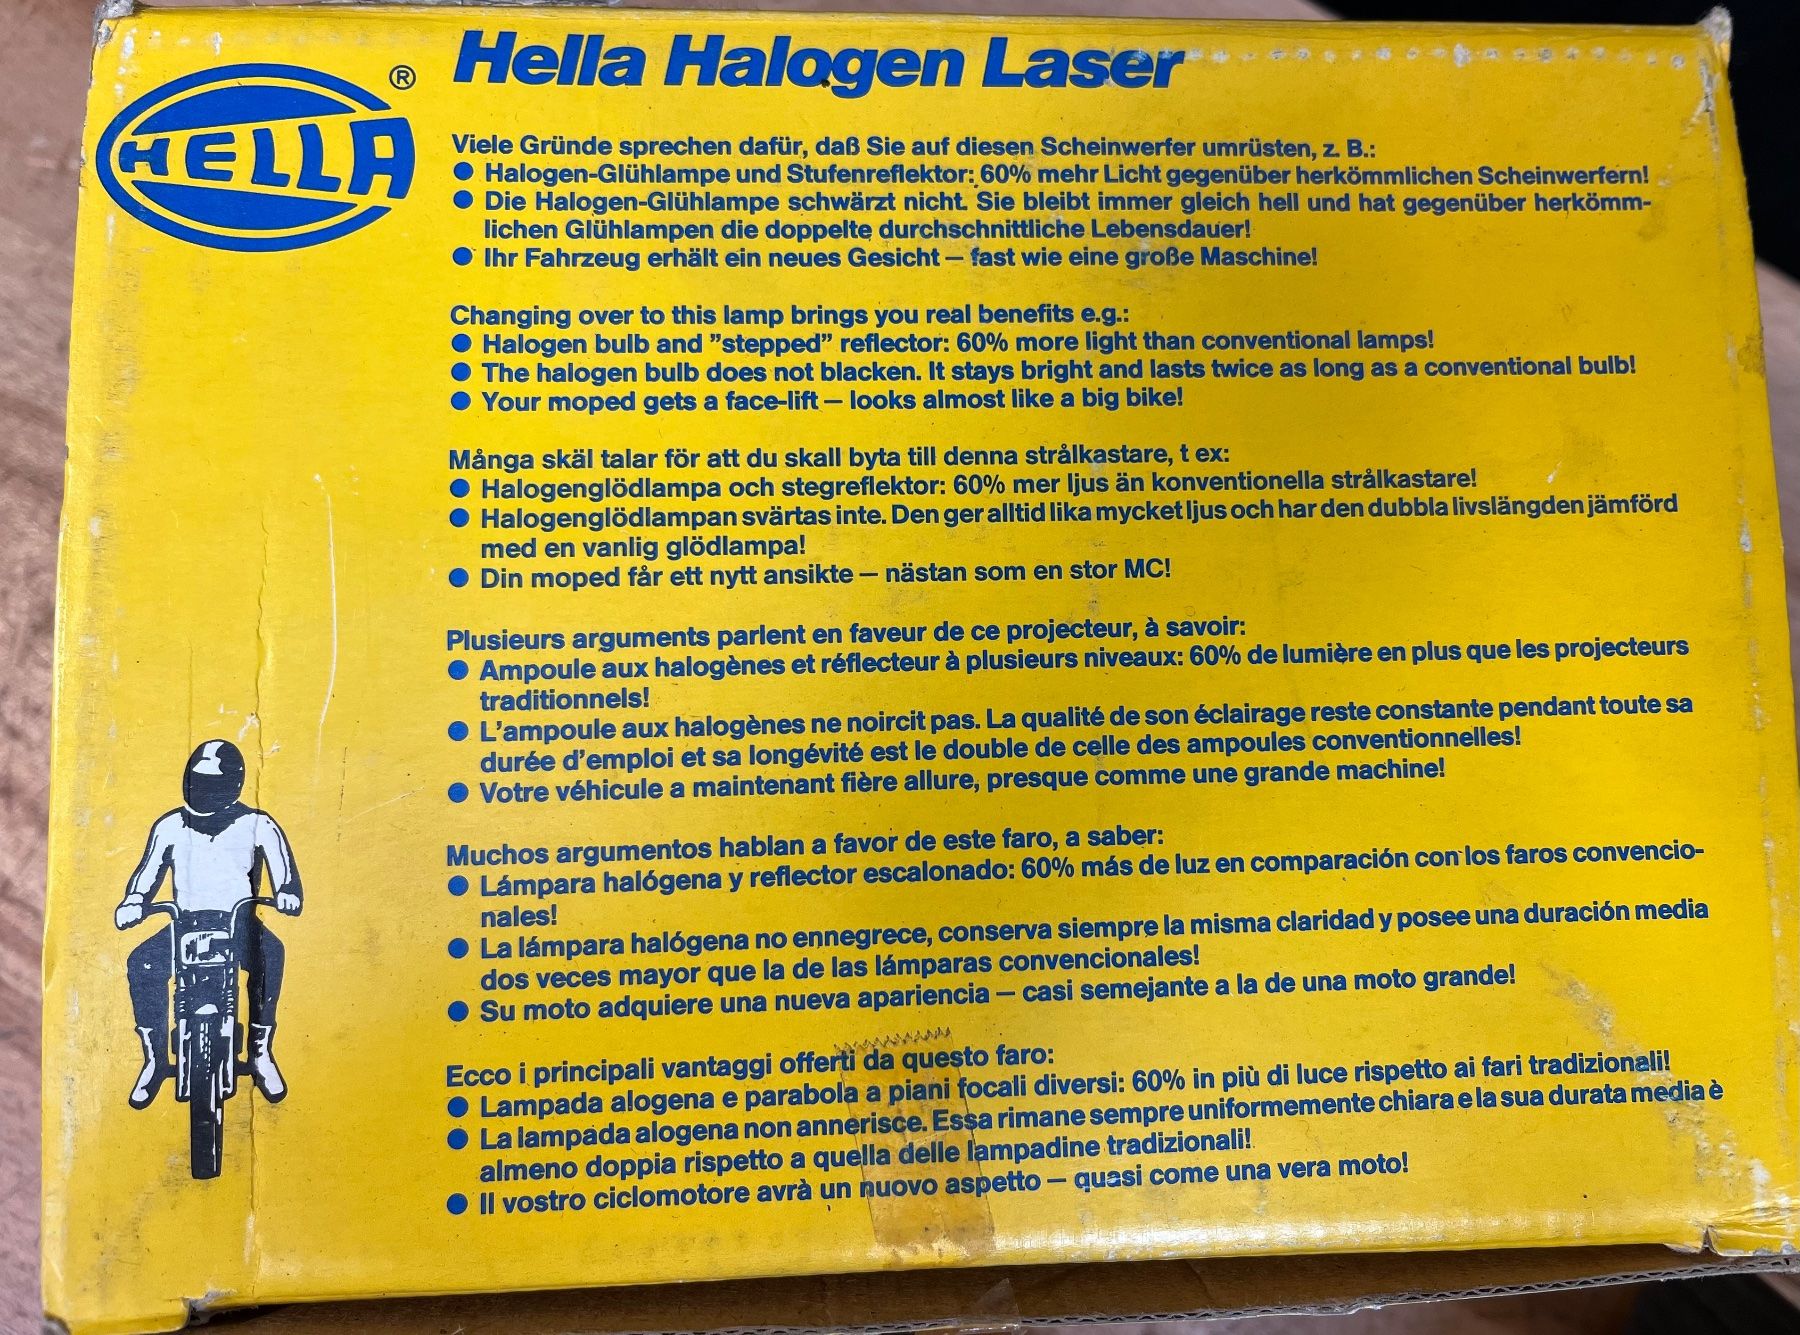 HELLA ®
Hella Halogen Laser
Viele Gründe sprechen dafür, daß Sie auf diesen Scheinwerfer umrüsten, z. B.:
● Halogen-Glühlampe und Stufenreflektor: 60% mehr Licht gegenüber herkömmlichen Scheinwerfern!
● Die Halogen-Glühlampe schwärzt nicht. Sie bleibt immer gleich hell und hat gegenüber herkömm-
lichen Glühlampen die doppelte durchschnittliche Lebensdauer!
● Ihr Fahrzeug erhält ein neues Gesicht – fast wie eine große Maschine!
Changing over to this lamp brings you real benefits e.g.:
● Halogen bulb and ”stepped” reflector: 60% more light than conventional lamps!
● The halogen bulb does not blacken. It stays bright and lasts twice as long as a conventional bulb!
● Your moped gets a face-lift – looks almost like a big bike!
Många skäl talar för att du skall byta till denna strålkastare, t ex:
● Halogenglödlampa och stegreflektor: 60% mer ljus än konventionella strålkastare!
● Halogenglödlampan svärtas inte. Den ger alltid lika mycket ljus och har den dubbla livslängden jämförd
med en vanlig glödlampa!
● Din moped får ett nytt ansikte – nästan som en stor MC!
Plusieurs arguments parlent en faveur de ce projecteur, à savoir:
● Ampoule aux halogènes et réflecteur à plusieurs niveaux: 60% de lumière en plus que les projecteurs
traditionnels!
● L'ampoule aux halogènes ne noircit pas. La qualité de son éclairage reste constante pendant toute sa
durée d'emploi et sa longévité est le double de celle des ampoules conventionnelles!
● Votre véhicule a maintenant fière allure, presque comme une grande machine!
Muchos argumentos hablan a favor de este faro, a saber:
● Lámpara halógena y reflector escalonado: 60% más de luz en comparación con los faros convencio-
nales!
● La lámpara halógena no ennegrece, conserva siempre la misma claridad y posee una duración media
dos veces mayor que la de las lámparas convencionales!
● Su moto adquiere una nueva apariencia – casi semejante a la de una moto grande!
Ecco i principali vantaggi offerti da questo faro:
● Lampada alogena e parabola a piani focali diversi: 60% in più di luce rispetto ai fari tradizionali!
● La lampada alogena non annerisce. Essa rimane sempre uniformemente chiara e la sua durata media è
almeno doppia rispetto a quella delle lampadine tradizionali!
● Il vostro ciclomotore avrà un nuovo aspetto – quasi come una vera moto!